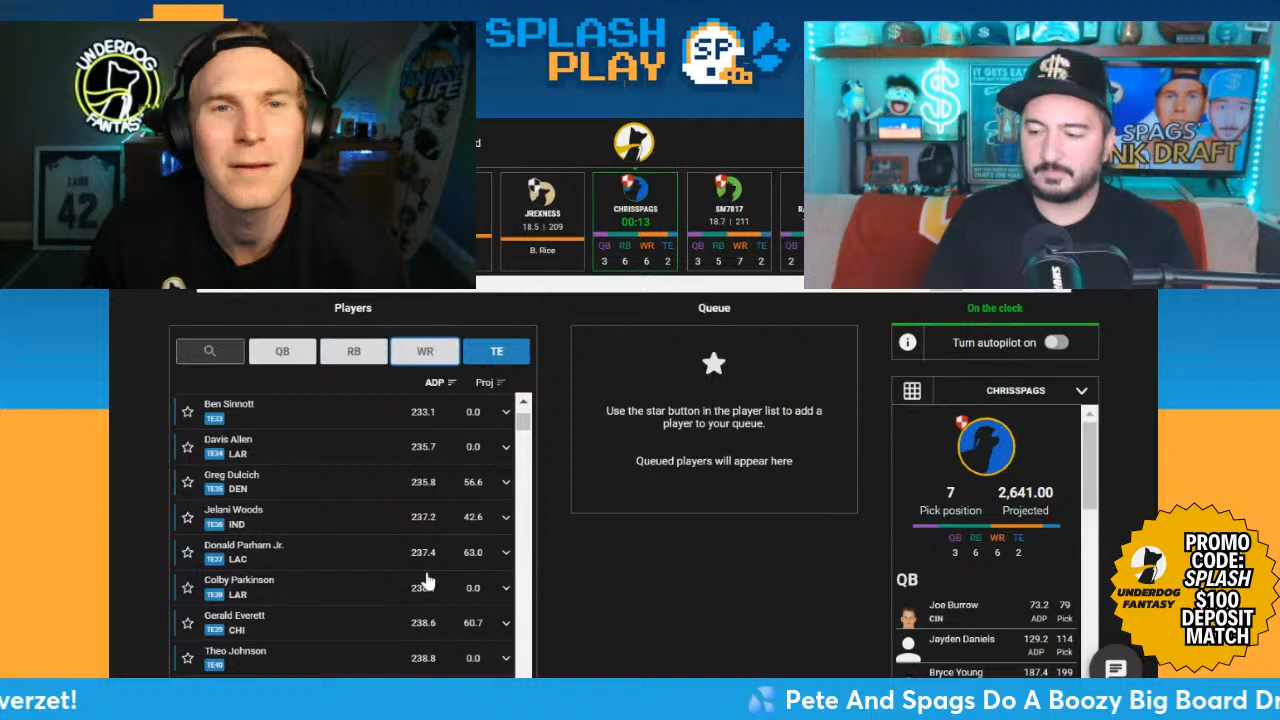 UNDERDOG
FANTASY
LAIRD
42
FANTASY
LIFE
SPLASH
PLAY
SP
IT GETS
SPAGS'
NK DRAFT
d
JREXNESS
18.5 | 209
B. Rice
CHRISSPAGS
00:13
QB RB WR TE
3 6 6 2
SM7817
18.7 | 211
QB RB WR TE
3 5 7 2
QB
2
Players
Queue
On the clock
QB RB WR TE
ADP Proj
Ben Sinnott
TE33
233.1 0.0
Davis Allen
TE34 LAR
235.7 0.0
Greg Dulcich
TE35 DEN
235.8 56.6
Jelani Woods
TE36 IND
237.2 42.6
Donald Parham Jr.
TE37 LAC
237.4 63.0
Colby Parkinson
TE38 LAR
0.0
Gerald Everett
TE39 CHI
238.6 60.7
Theo Johnson
TE40
238.8 0.0
Use the star button in the player list to add a
player to your queue.
Queued players will appear here
Turn autopilot on
CHRISSPAGS
7 2,641.00
Pick position Projected
QB RB WR TE
3 6 6 2
QB
Joe Burrow 73.2 79
CIN ADP Pick
Jayden Daniels 129.2 114
ADP Pick
Bryce Young 187.4 199
PROMO
CODE:
SPLASH
$100
DEPOSIT
MATCH
UNDERDOG
FANTASY
verzet!
Pete And Spags Do A Boozy Big Board Dr